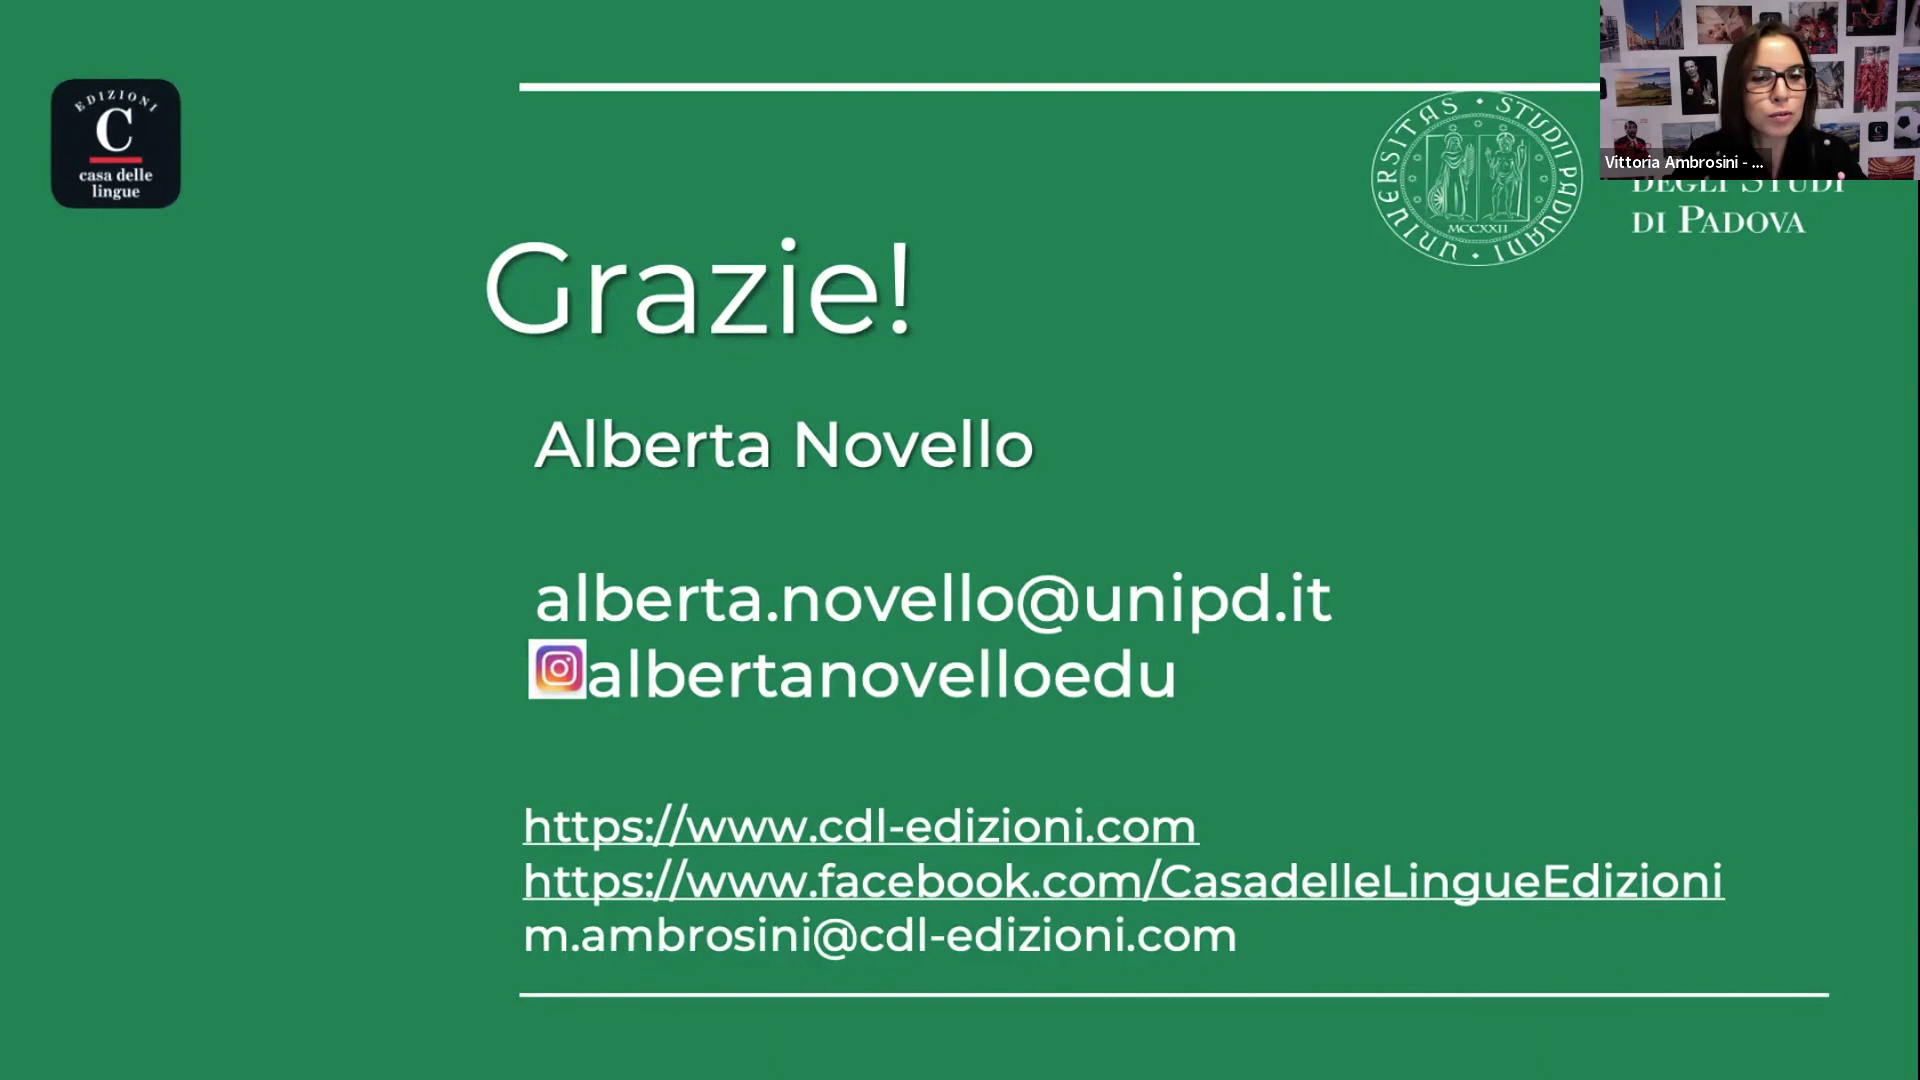 EDIZIONI
C
casa delle
lingue
UNIVERSITAS STUDII PADUANI
MCCXXII
Vittoria Ambrosini - ...
DEGLI STUDI
DI PADOVA
Grazie!
Alberta Novello
alberta.novello@unipd.it
albertanovelloedu
https://www.cdl-edizioni.com
https://www.facebook.com/CasadelleLingueEdizioni
m.ambrosini@cdl-edizioni.com